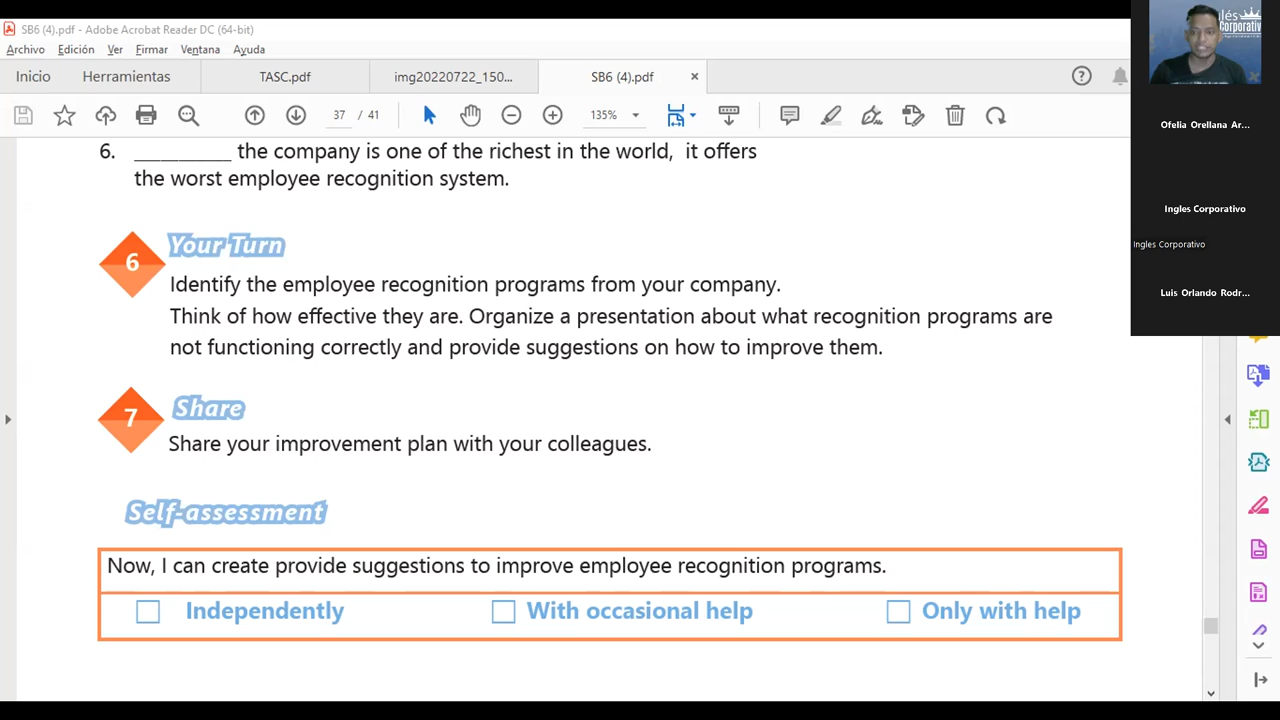 SB6 (4).pdf - Adobe Acrobat Reader DC (64-bit)
Archivo Edición Ver Firmar Ventana Ayuda
Inicio Herramientas TASC.pdf img20220722_150... SB6 (4).pdf ×
37 / 41 135%
6. __________ the company is one of the richest in the world, it offers
the worst employee recognition system.
6 Your Turn
Identify the employee recognition programs from your company.
Think of how effective they are. Organize a presentation about what recognition programs are
not functioning correctly and provide suggestions on how to improve them.
7 Share
Share your improvement plan with your colleagues.
Self-assessment
Now, I can create provide suggestions to improve employee recognition programs.
Independently With occasional help Only with help
Ofelia Orellana Ar...
Ingles Corporativo
Ingles Corporativo
Luis Orlando Rodr...